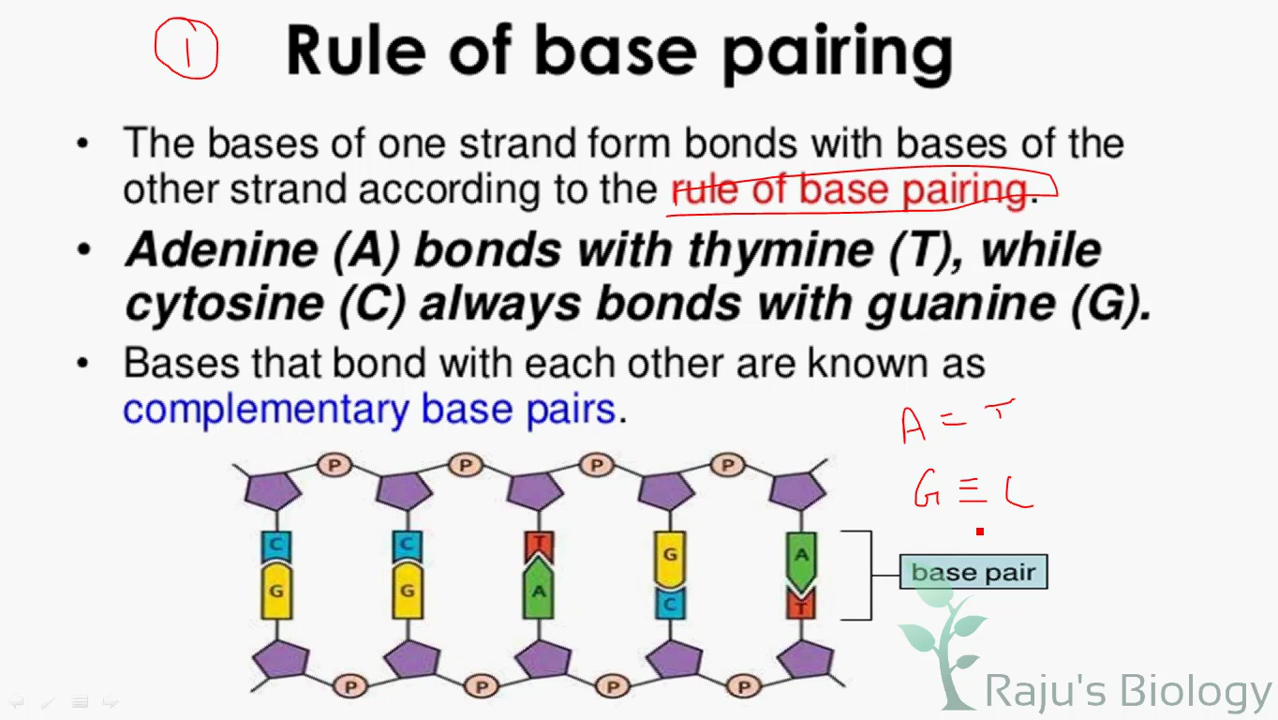 1 Rule of base pairing
• The bases of one strand form bonds with bases of the
other strand according to the rule of base pairing.
• Adenine (A) bonds with thymine (T), while
cytosine (C) always bonds with guanine (G).
• Bases that bond with each other are known as
complementary base pairs.
A = T
G ≡ C
P P P P
C C T G A
G G A C T
base pair
P P P P
Raju's Biology